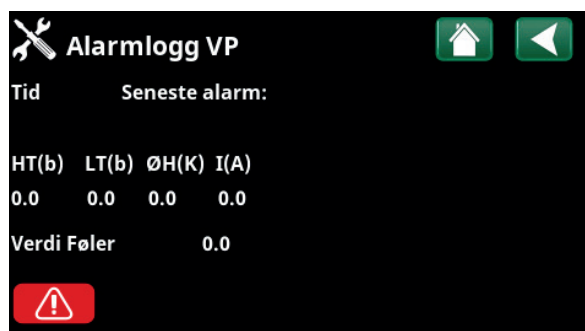 Alarmlogg VP
Tid Seneste alarm:
HT(b) LT(b) ØH(K) I(A)
0.0 0.0 0.0 0.0
Verdi Føler 0.0